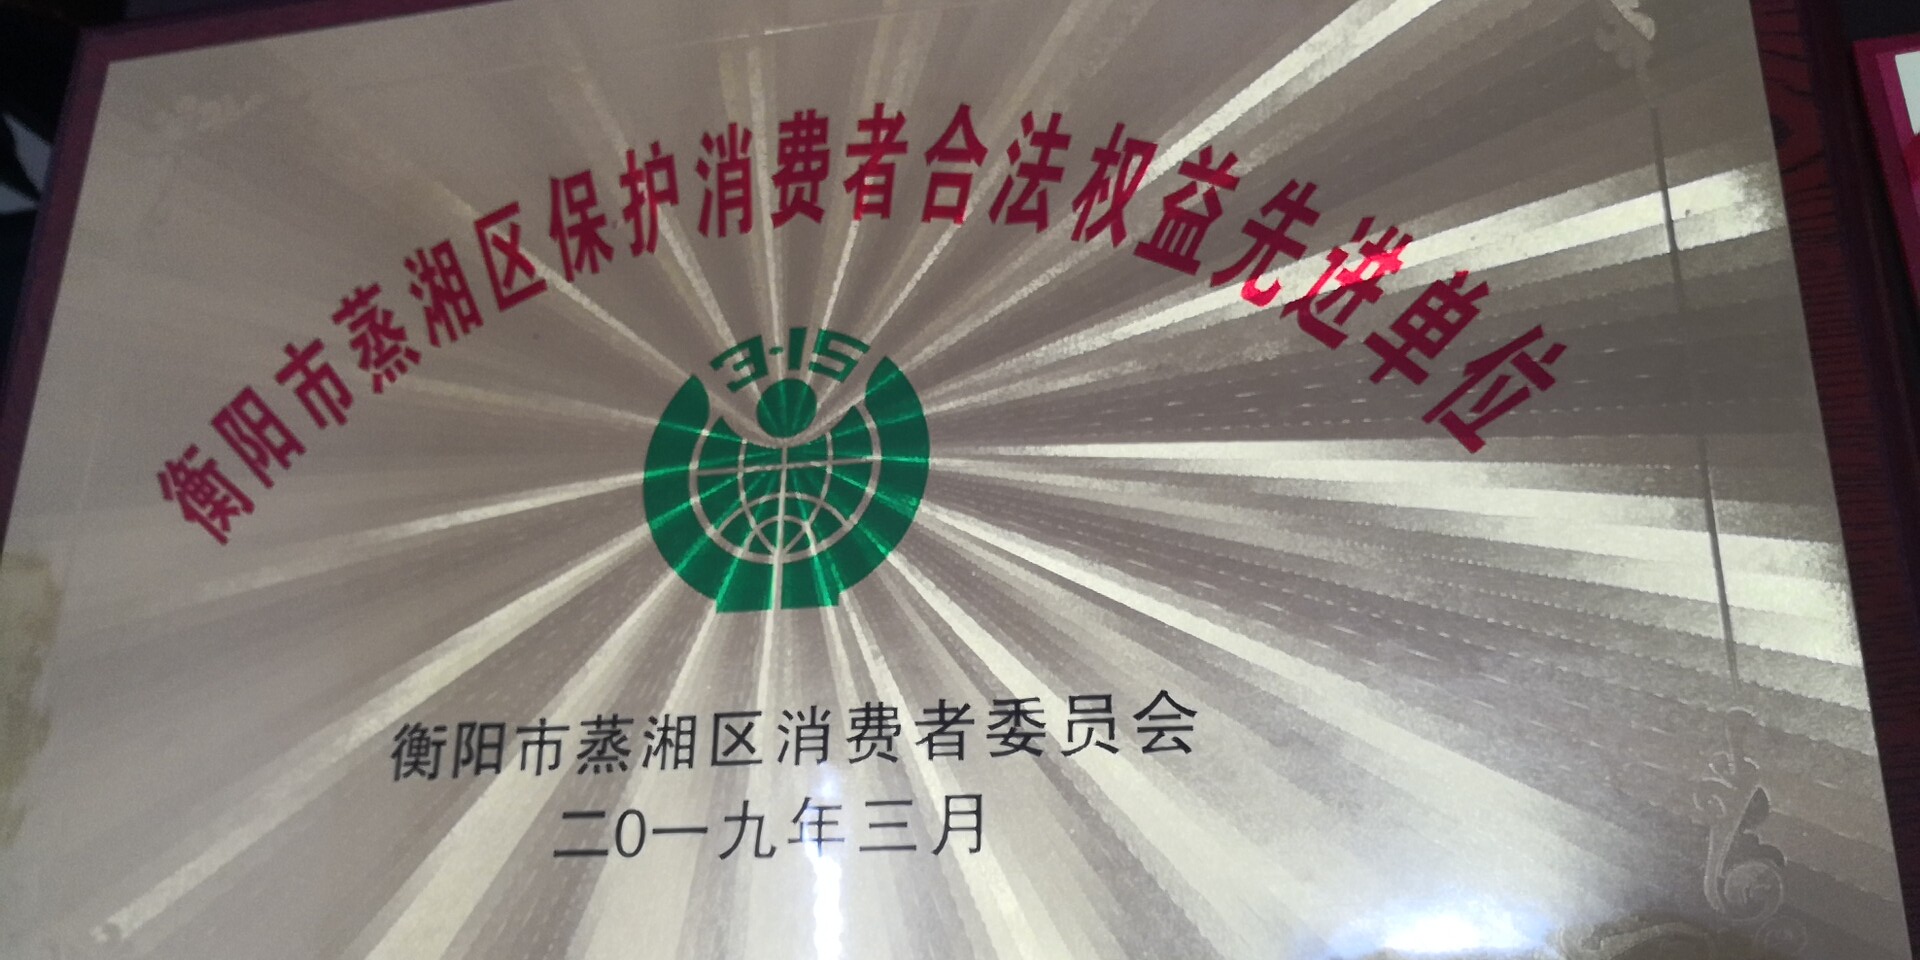 衡阳市蒸湘区保护消费者合法权益先进单位
3·15
衡阳市蒸湘区消费者委员会
二0一九年三月